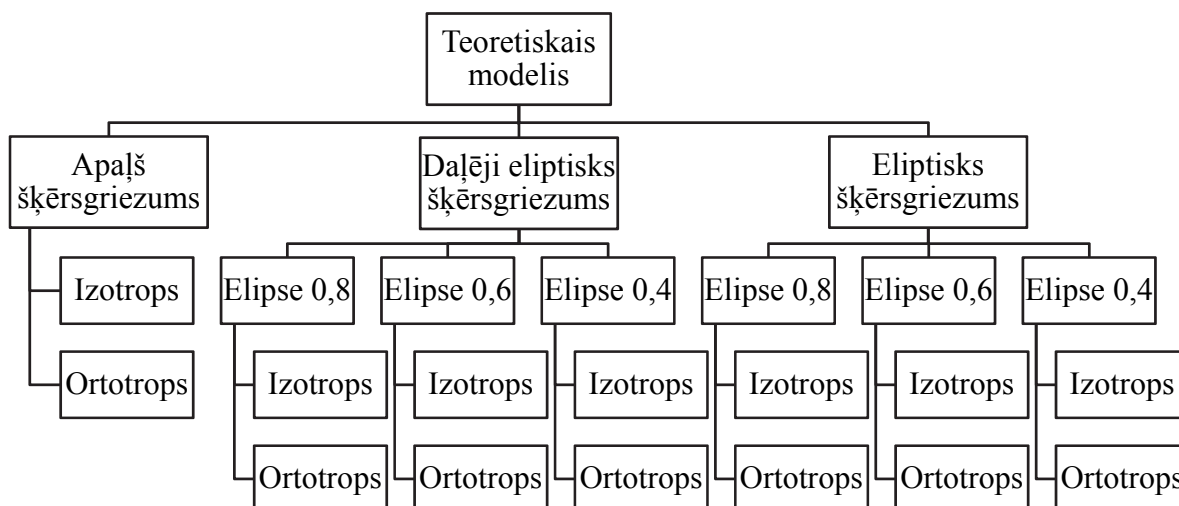 Teoretiskais
modelis
Apaļš
šķērsgriezums
Daļēji eliptisks
šķērsgriezums
Eliptisks
šķērsgriezums
Izotrops
Ortotrops
Elipse 0,8
Elipse 0,6
Elipse 0,4
Elipse 0,8
Elipse 0,6
Elipse 0,4
Izotrops
Izotrops
Izotrops
Izotrops
Izotrops
Izotrops
Ortotrops
Ortotrops
Ortotrops
Ortotrops
Ortotrops
Ortotrops